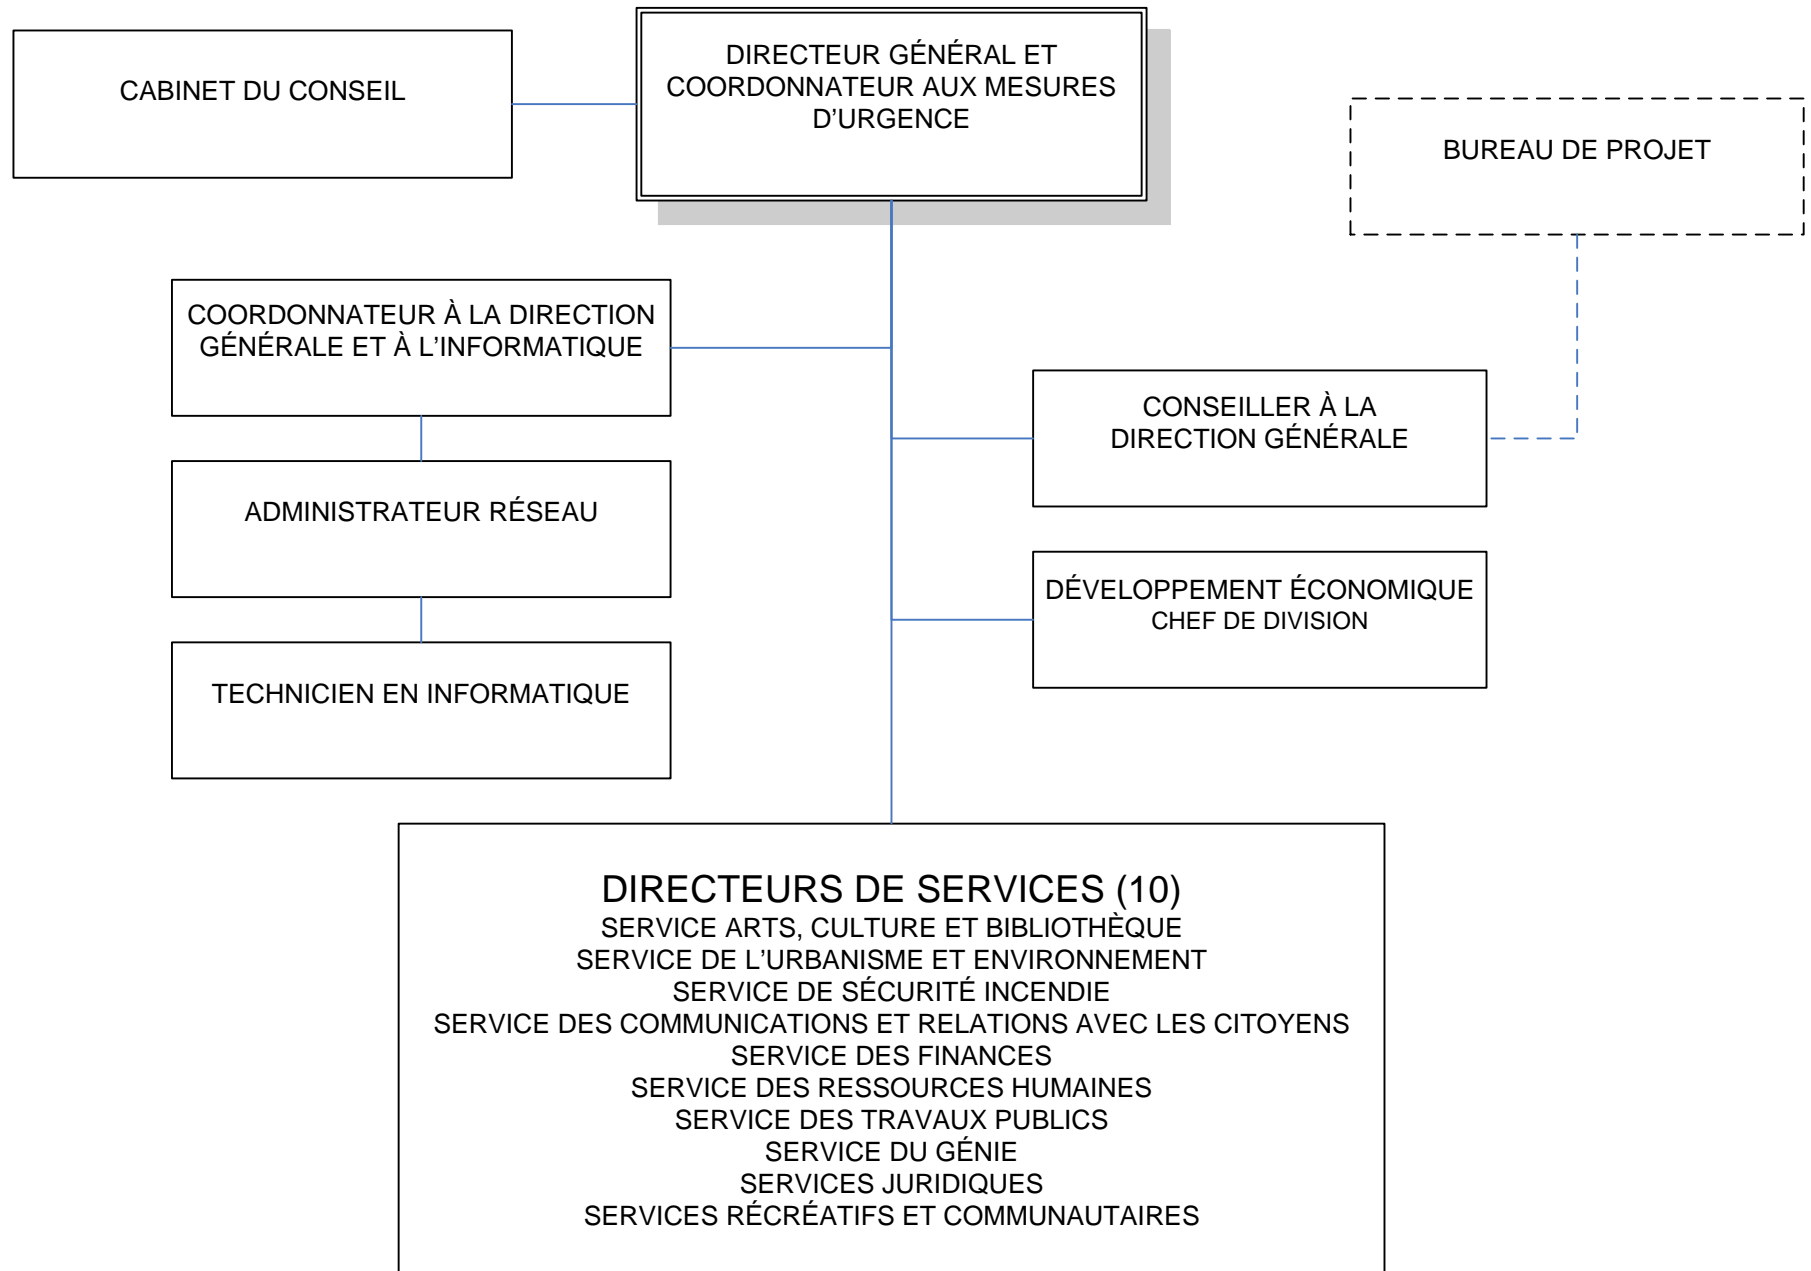 CABINET DU CONSEIL
DIRECTEUR GÉNÉRAL ET
COORDONNATEUR AUX MESURES
D'URGENCE
BUREAU DE PROJET
COORDONNATEUR À LA DIRECTION
GÉNÉRALE ET À L'INFORMATIQUE
CONSEILLER À LA
DIRECTION GÉNÉRALE
ADMINISTRATEUR RÉSEAU
DÉVELOPPEMENT ÉCONOMIQUE
CHEF DE DIVISION
TECHNICIEN EN INFORMATIQUE
DIRECTEURS DE SERVICES (10)
SERVICE ARTS, CULTURE ET BIBLIOTHÈQUE
SERVICE DE L'URBANISME ET ENVIRONNEMENT
SERVICE DE SÉCURITÉ INCENDIE
SERVICE DES COMMUNICATIONS ET RELATIONS AVEC LES CITOYENS
SERVICE DES FINANCES
SERVICE DES RESSOURCES HUMAINES
SERVICE DES TRAVAUX PUBLICS
SERVICE DU GÉNIE
SERVICES JURIDIQUES
SERVICES RÉCRÉATIFS ET COMMUNAUTAIRES